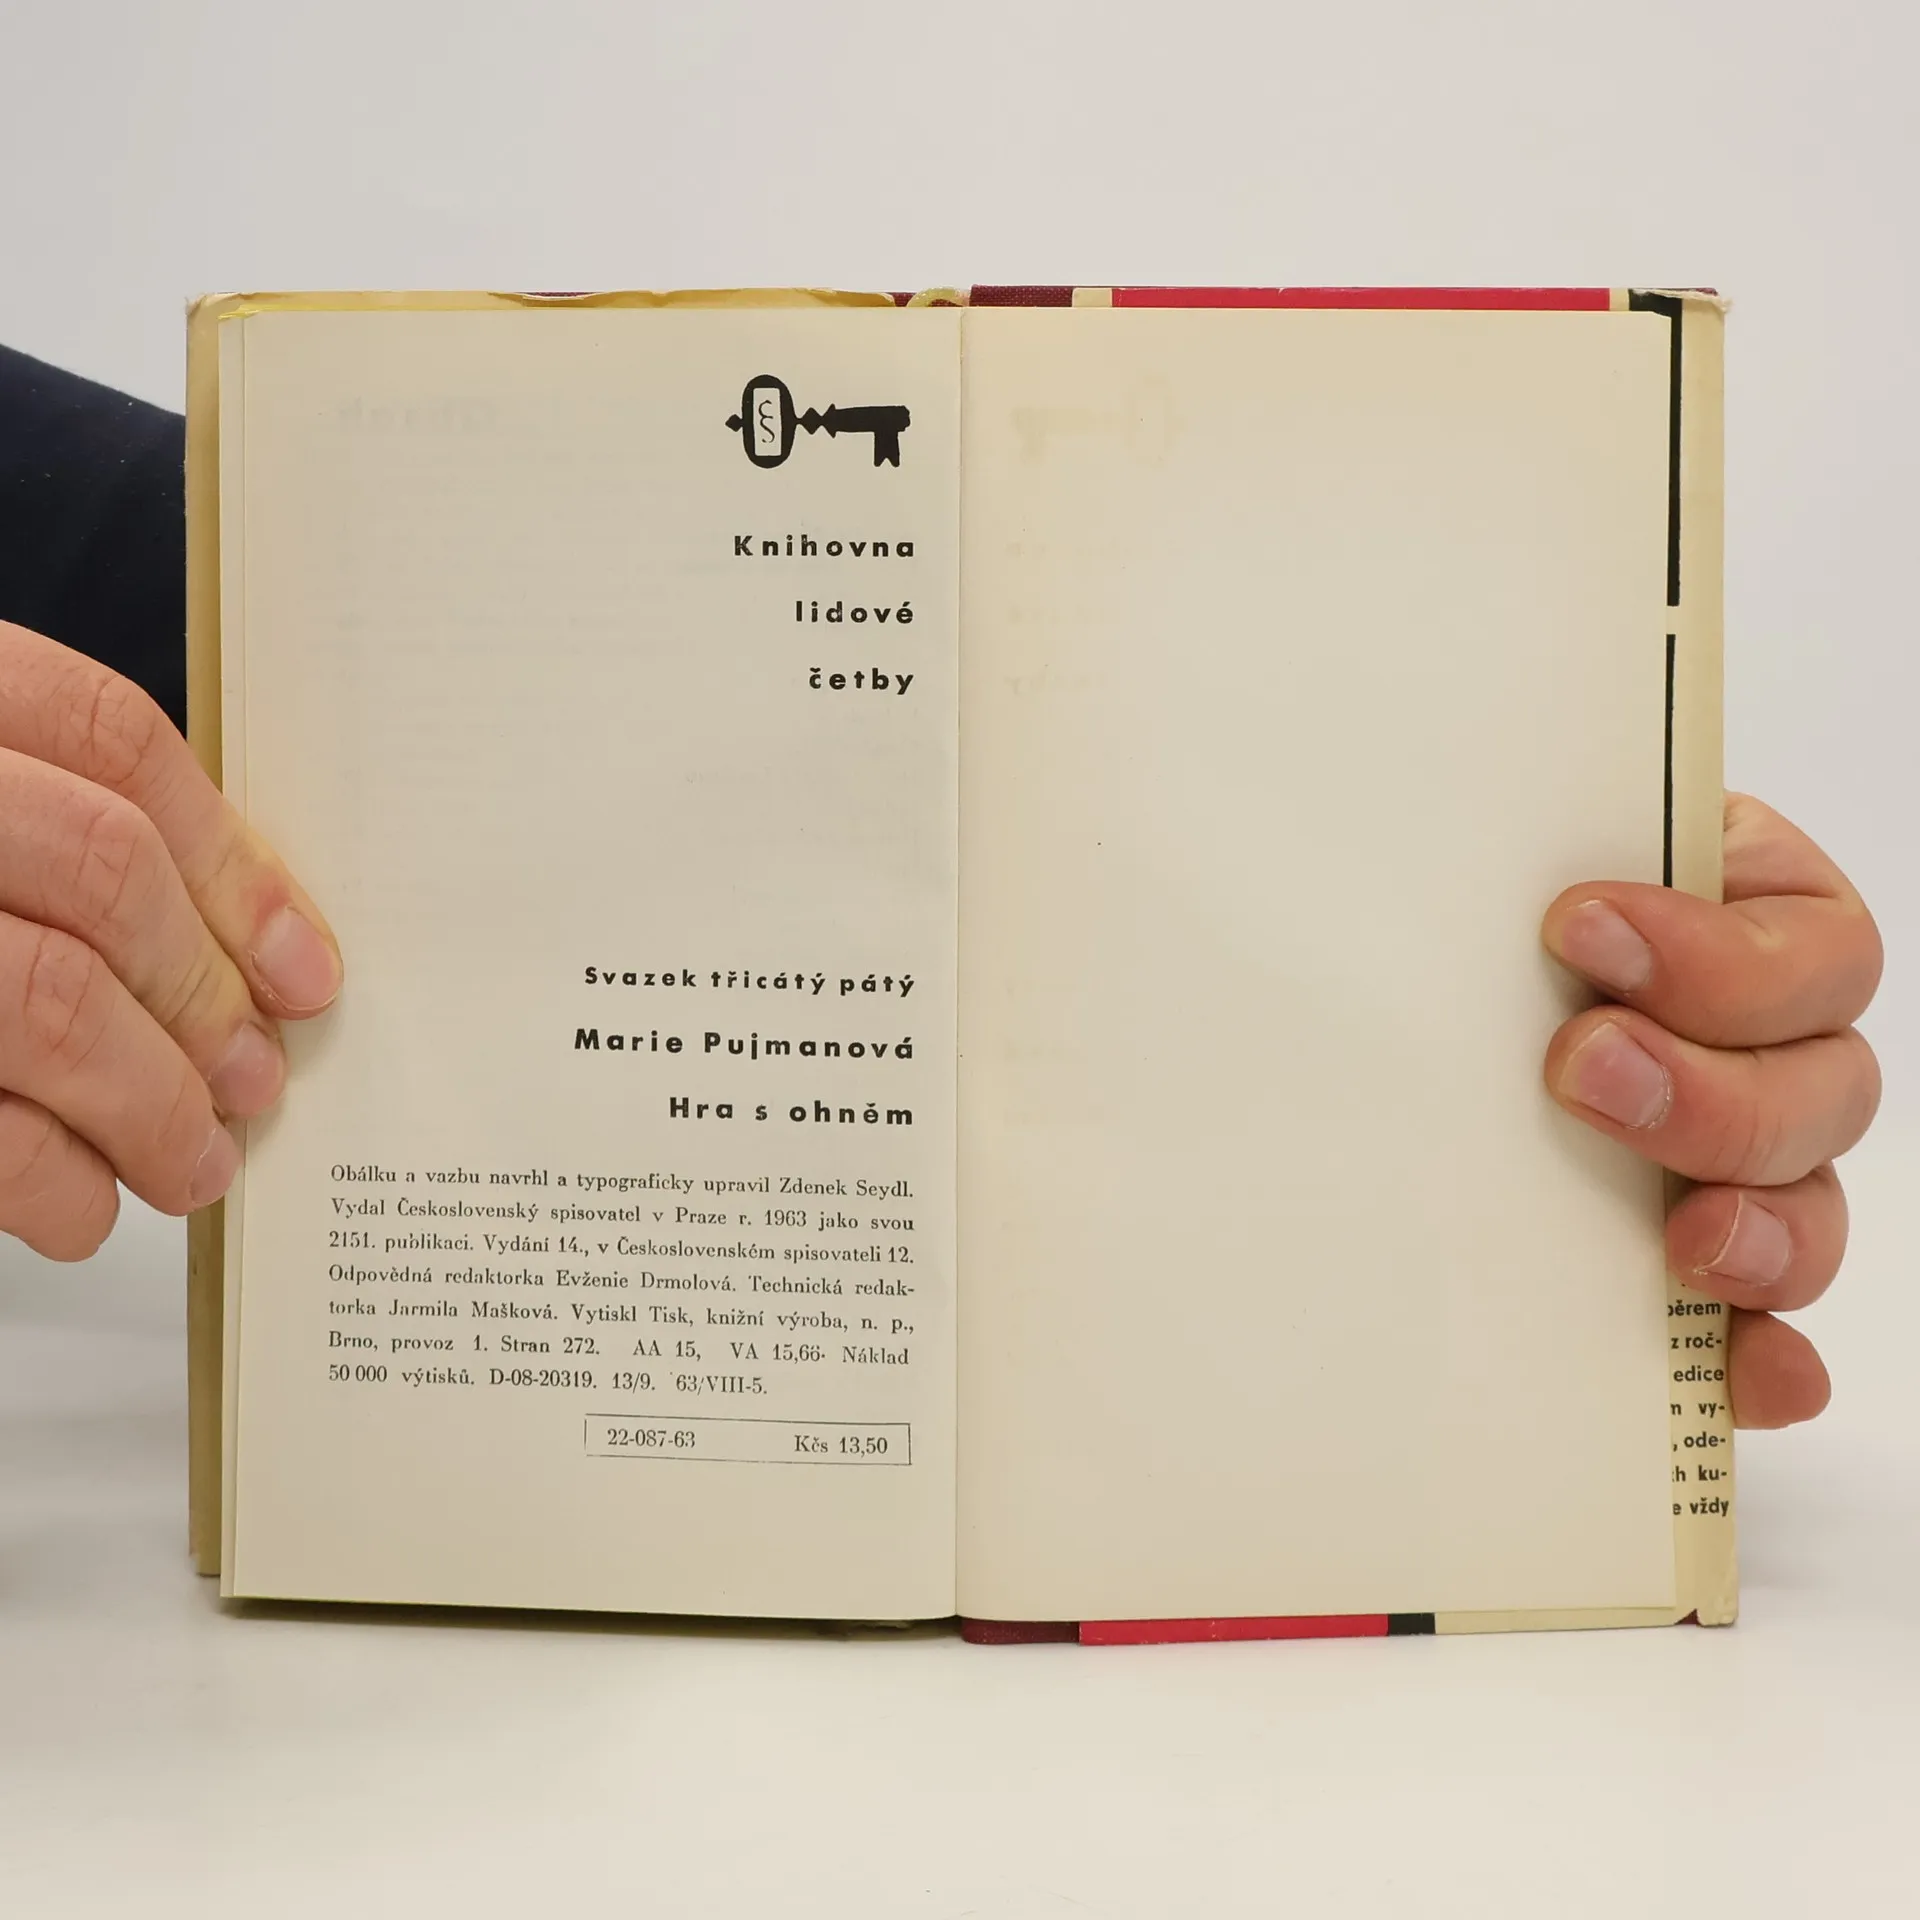 Knihovna
lidové
četby
Svazek třicátý pátý
Marie Pujmanová
Hra s ohněm
Obálku a vazbu navrhl a typograficky upravil Zdenek Seydl.
Vydal Československý spisovatel v Praze r. 1963 jako svou
2151. publikaci. Vydání 14., v Československém spisovateli 12.
Odpovědná redaktorka Evženie Drmolová. Technická redak-
torka Jarmila Mašková. Vytiskl Tisk, knižní výroba, n. p.,
Brno, provoz 1. Stran 272. AA 15, VA Náklad
50 000 výtisků. D-08-20319. 13/9. 63/VIII-5.
22-087-63 Kčs 13,50
z roč-
edice
vy-
, ode-
ku-
vždy